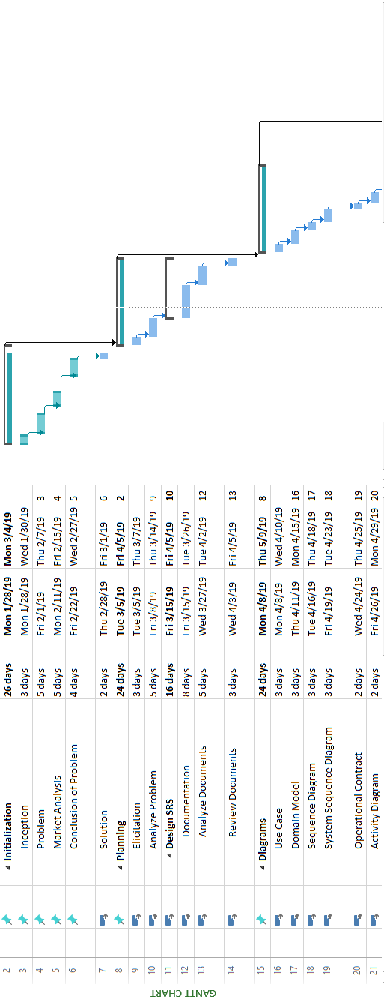 2 Initialization 26 days Mon 1/28/19 Mon 3/4/19
3 Inception 3 days Mon 1/28/19 Wed 1/30/19
4 Problem 5 days Fri 2/1/19 Thu 2/7/19 3
5 Market Analysis 5 days Mon 2/11/19 Fri 2/15/19 4
6 Conclusion of Problem 4 days Fri 2/22/19 Wed 2/27/19 5
7 Solution 2 days Thu 2/28/19 Fri 3/1/19 6
8 Planning 24 days Tue 3/5/19 Fri 4/5/19 2
9 Elicitation 3 days Tue 3/5/19 Thu 3/7/19
10 Analyze Problem 5 days Fri 3/8/19 Thu 3/14/19 9
11 Design SRS 16 days Fri 3/15/19 Fri 4/5/19 10
12 Documentation 8 days Fri 3/15/19 Tue 3/26/19
13 Analyze Documents 5 days Wed 3/27/19 Tue 4/2/19 12
14 Review Documents 3 days Wed 4/3/19 Fri 4/5/19 13
15 Diagrams 24 days Mon 4/8/19 Thu 5/9/19 8
16 Use Case 3 days Mon 4/8/19 Wed 4/10/19
17 Domain Model 3 days Thu 4/11/19 Mon 4/15/19 16
18 Sequence Diagram 3 days Tue 4/16/19 Thu 4/18/19 17
19 System Sequence Diagram 3 days Fri 4/19/19 Tue 4/23/19 18
20 Operational Contract 2 days Wed 4/24/19 Thu 4/25/19 19
21 Activity Diagram 2 days Fri 4/26/19 Mon 4/29/19 20
GANTT CHART